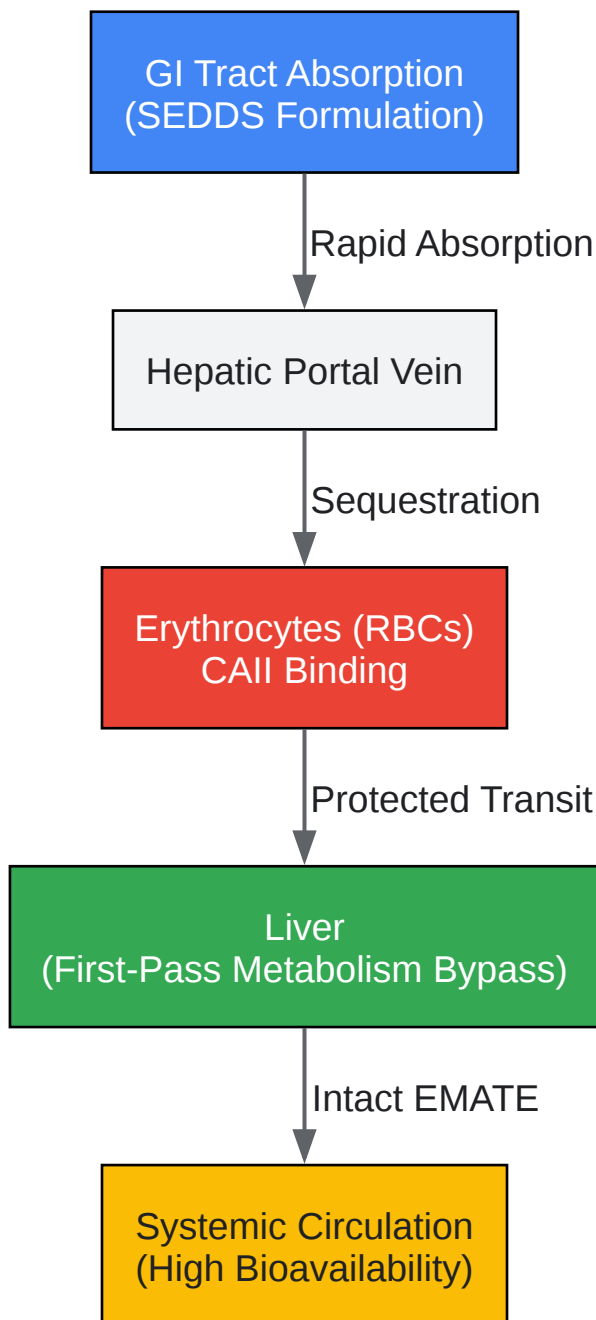 GI Tract Absorption
(SEDDS Formulation)
Rapid Absorption
Hepatic Portal Vein
Sequestration
Erythrocytes (RBCs)
CAII Binding
Protected Transit
Liver
(First-Pass Metabolism Bypass)
Intact EMATE
Systemic Circulation
(High Bioavailability)